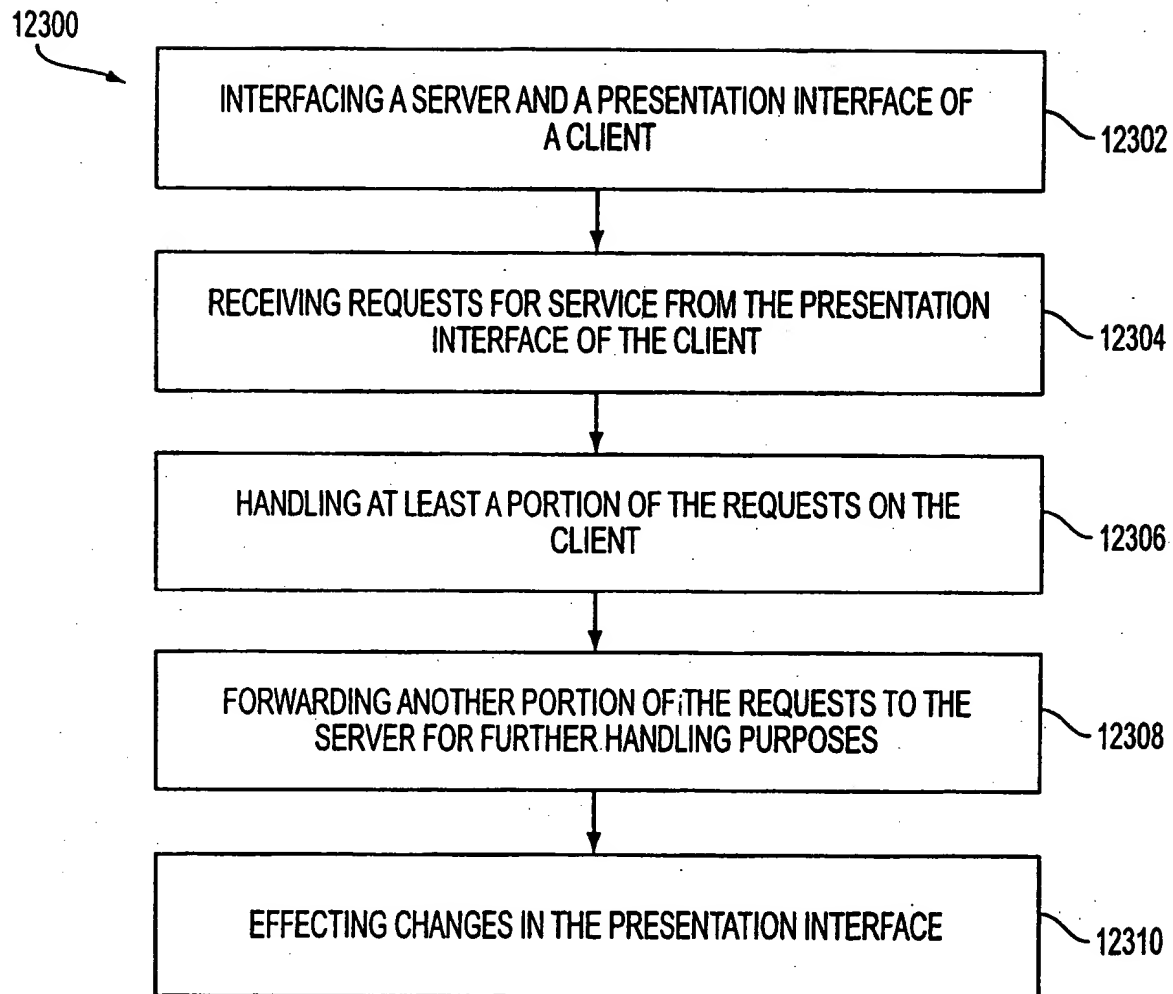 12300
INTERFACING A SERVER AND A PRESENTATION INTERFACE OF
A CLIENT
12302
RECEIVING REQUESTS FOR SERVICE FROM THE PRESENTATION
INTERFACE OF THE CLIENT
12304
HANDLING AT LEAST A PORTION OF THE REQUESTS ON THE
CLIENT
12306
FORWARDING ANOTHER PORTION OF THE REQUESTS TO THE
SERVER FOR FURTHER HANDLING PURPOSES
12308
EFFECTING CHANGES IN THE PRESENTATION INTERFACE
12310